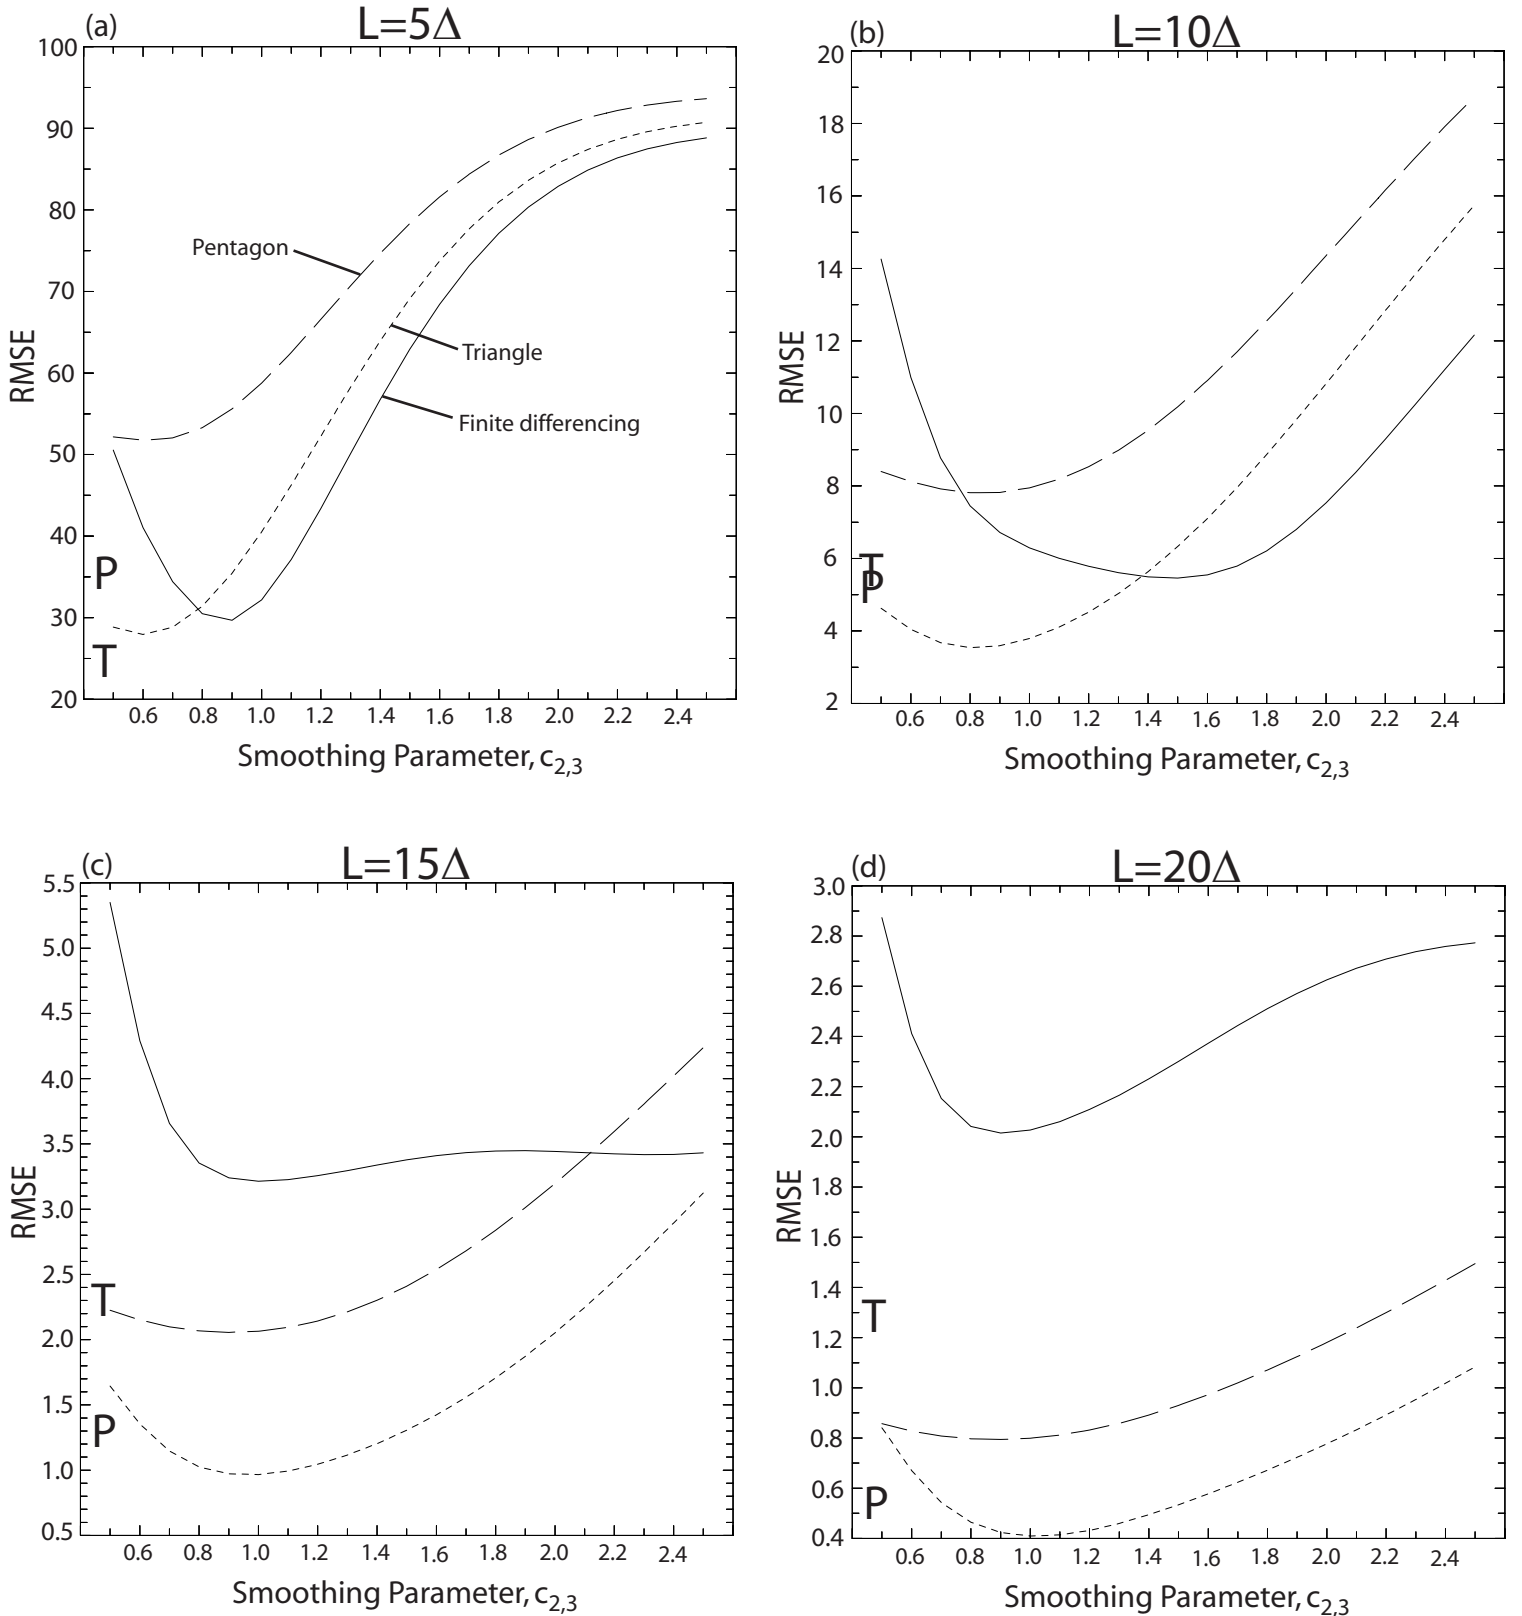 (a) L=5Δ
100
90
80
70
60
50
40
30
20
RMSE
Pentagon
Triangle
Finite differencing
P
T
0.6 0.8 1.0 1.2 1.4 1.6 1.8 2.0 2.2 2.4
Smoothing Parameter, c2,3
(b) L=10Δ
20
18
16
14
12
10
8
6
4
2
RMSE
T
P
0.6 0.8 1.0 1.2 1.4 1.6 1.8 2.0 2.2 2.4
Smoothing Parameter, c2,3
(c) L=15Δ
5.5
5.0
4.5
4.0
3.5
3.0
2.5
2.0
1.5
1.0
0.5
RMSE
T
P
0.6 0.8 1.0 1.2 1.4 1.6 1.8 2.0 2.2 2.4
Smoothing Parameter, c2,3
(d) L=20Δ
3.0
2.8
2.6
2.4
2.2
2.0
1.8
1.6
1.4
1.2
1.0
0.8
0.6
0.4
RMSE
T
P
0.6 0.8 1.0 1.2 1.4 1.6 1.8 2.0 2.2 2.4
Smoothing Parameter, c2,3